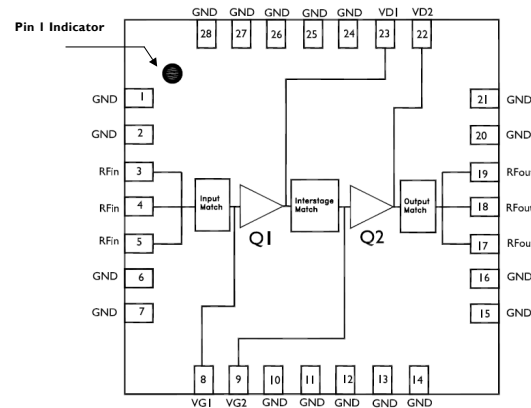 GND GND GND GND GND VD1 VD2
Pin 1 Indicator
28 27 26 25 24 23 22
GND 1
21 GND
GND 2
20 GND
RFin 3
19 RFou
RFin 4
Input Match
Interstage Match
Output Match
18 RFou
Q1
Q2
RFin 5
17 RFou
GND 6
16 GND
GND 7
15 GND
8 9 10 11 12 13 14
VG1 VG2 GND GND GND GND GND